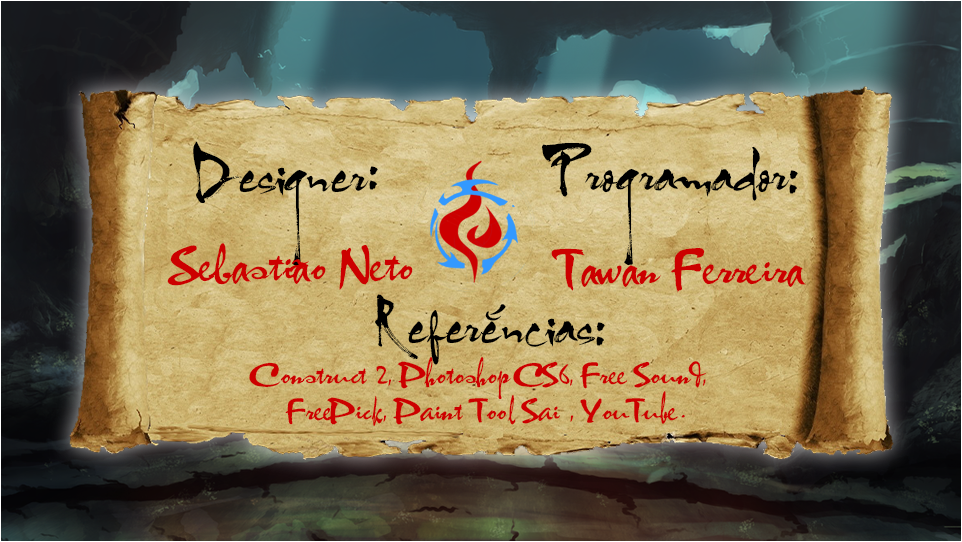 Designer: Programador:
Sebastião Neto Tawan Ferreira
Referências:
Construct 2, Photoshop CS6, Free Sound,
FreePick, Paint Tool Sai , YouTube.